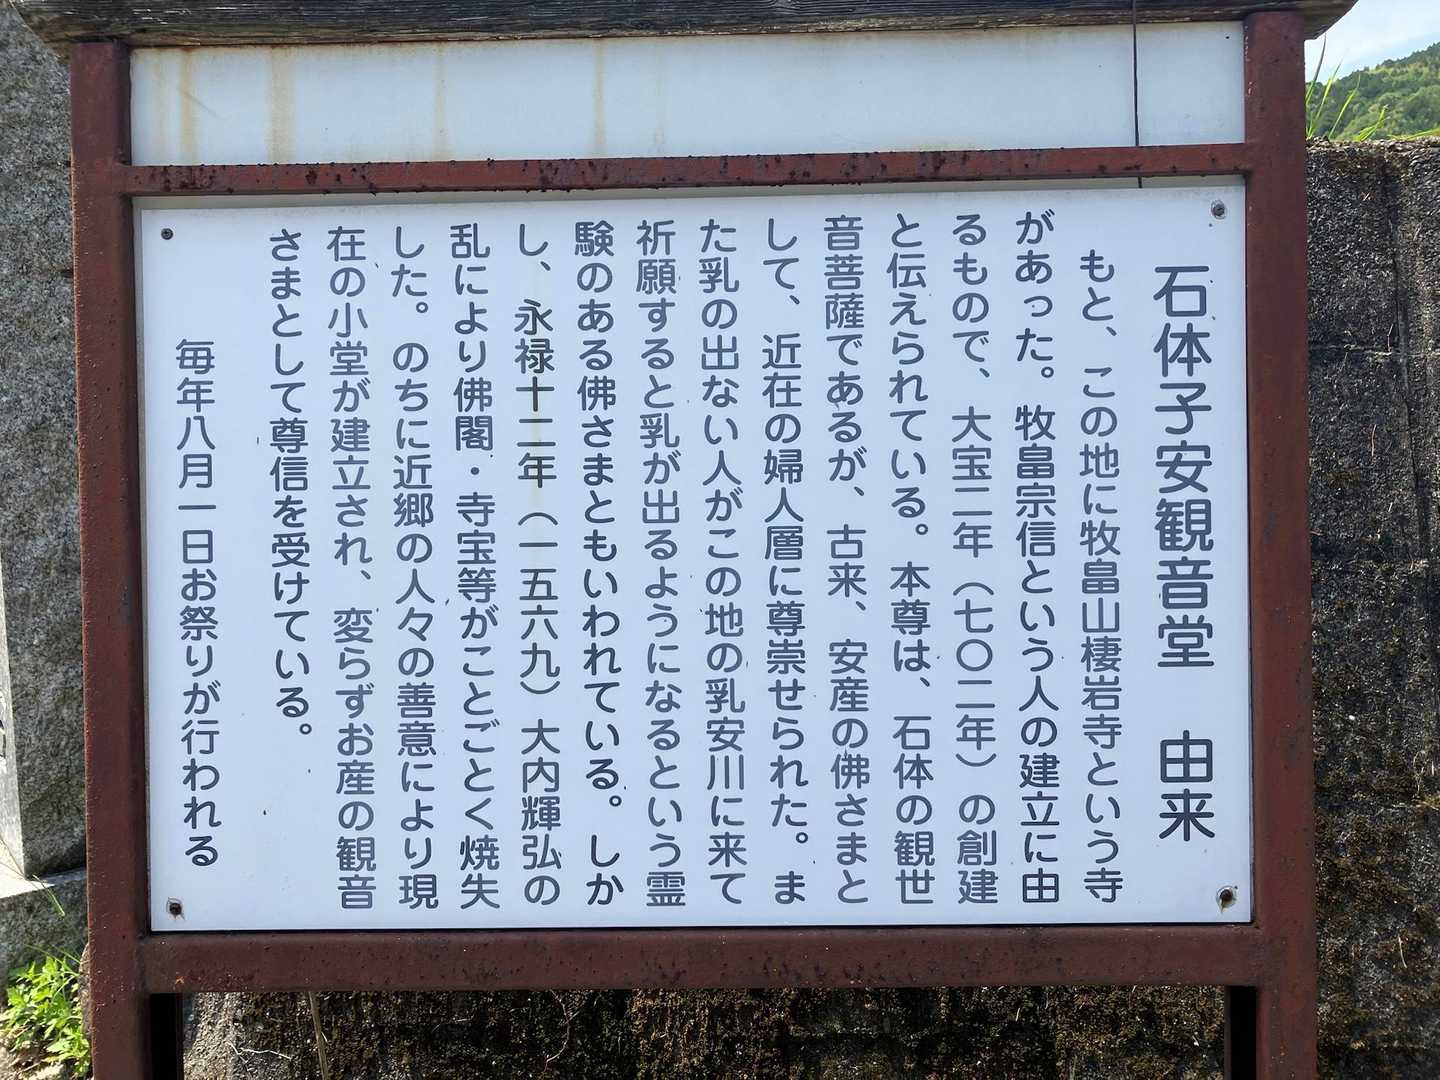 石体子安観音堂　由来
もと、この地に牧畠山棲岩寺という寺
があった。牧畠宗信という人の建立に由
るもので、大宝二年（七〇二年）の創建
と伝えられている。本尊は、石体の観世
音菩薩であるが、古来、安産の佛さまと
して、近在の婦人層に尊崇せられた。ま
た乳の出ない人がこの地の乳安川に来て
祈願すると乳が出るようになるという霊
験のある佛さまともいわれている。しか
し、永禄十二年（一五六九）大内輝弘の
乱により佛閣・寺宝等がことごとく焼失
した。のちに近郷の人々の善意により現
在の小堂が建立され、変らずお産の観音
さまとして尊信を受けている。
毎年八月一日お祭りが行われる